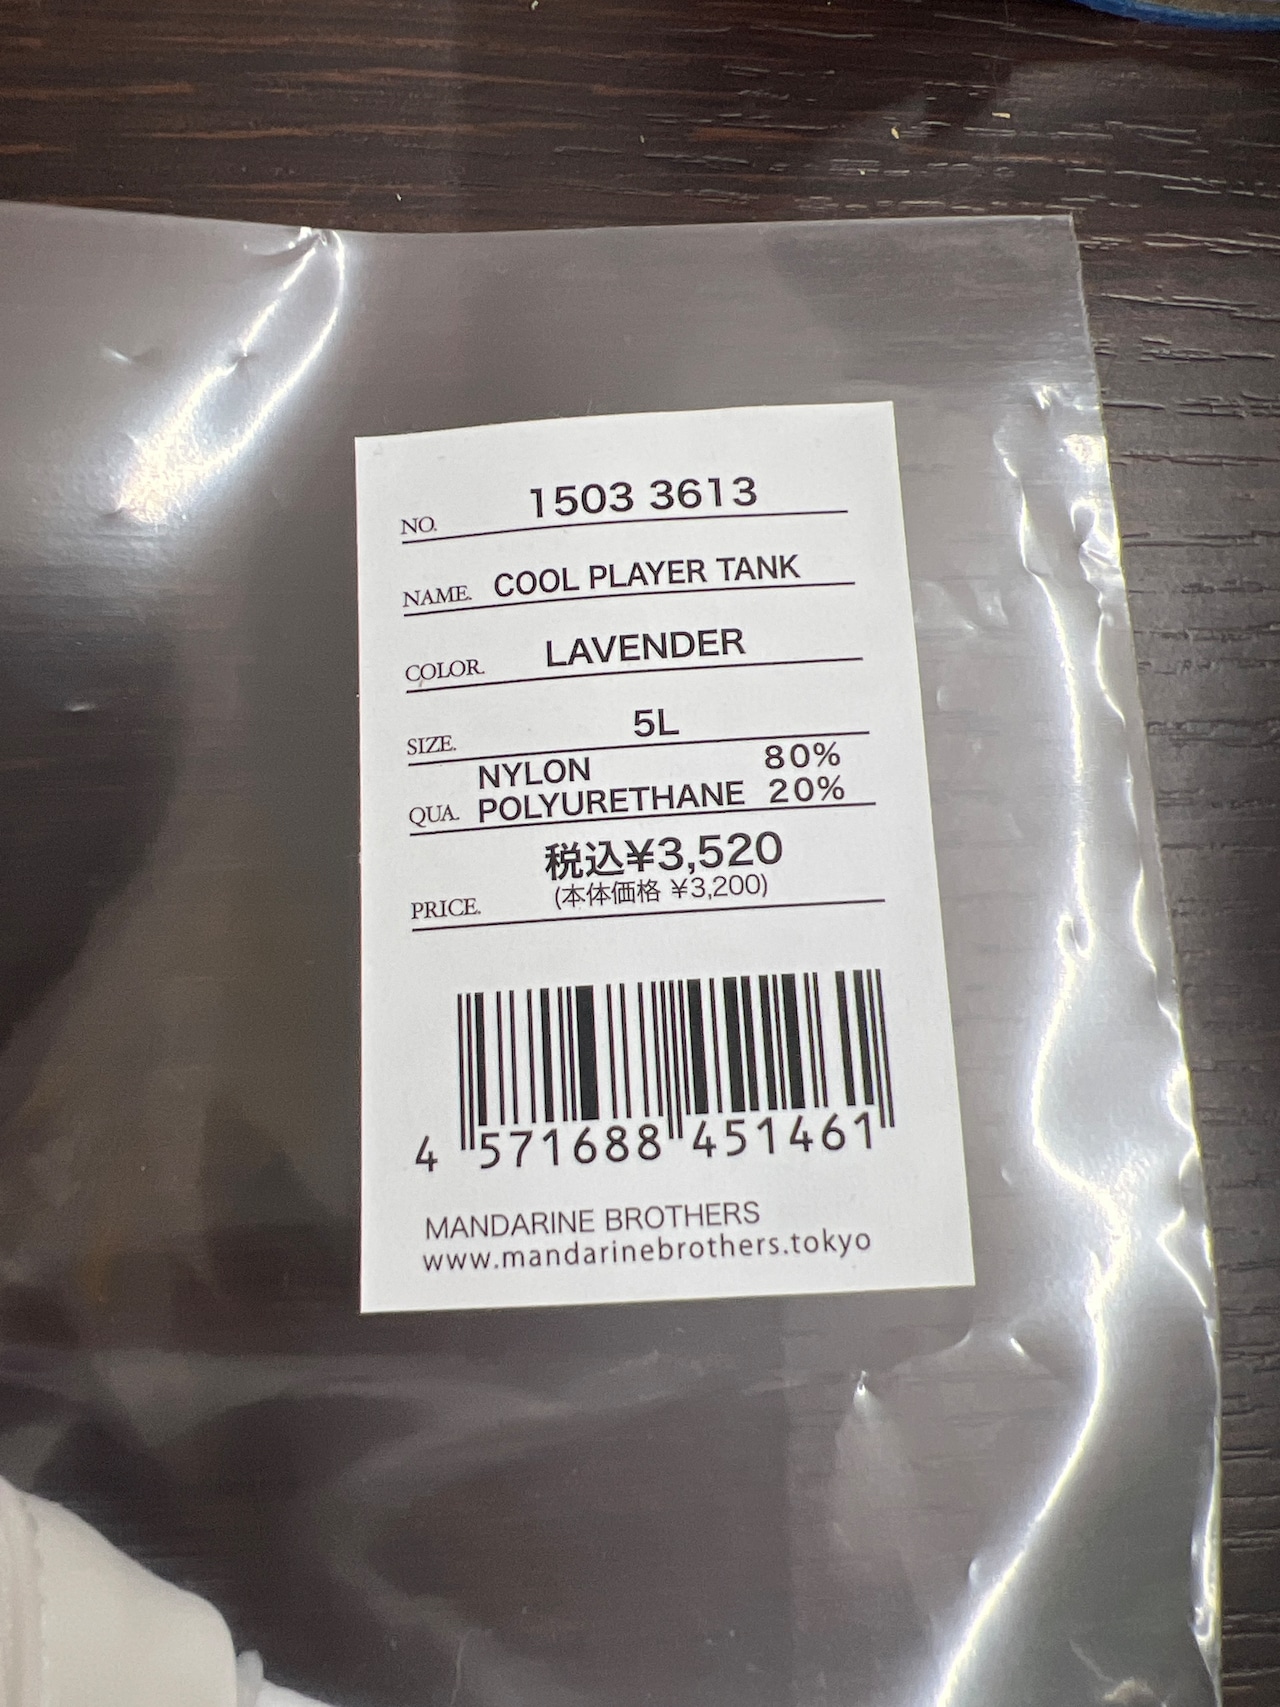 NO. 1503 3613
NAME. COOL PLAYER TANK
COLOR. LAVENDER
SIZE. 5L
NYLON 80%
QUA. POLYURETHANE 20%
税込¥3,520
(本体価格 ¥3,200)
PRICE.
4 571688 451461
MANDARINE BROTHERS
www.mandarinebrothers.tokyo